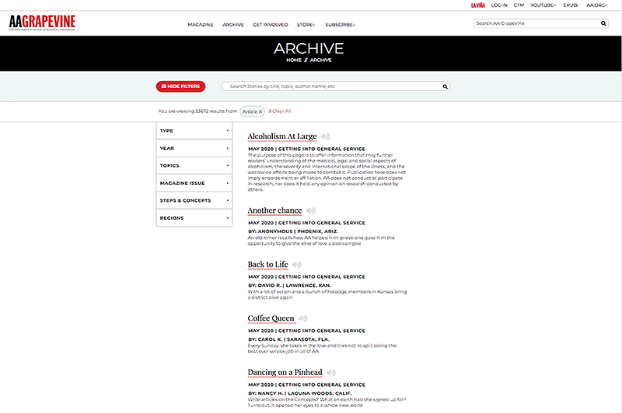 LA VIÑA LOG IN CTM YOUTUBE EPUB AA.ORG
AAGRAPEVINE
The International Journal of Alcoholics Anonymous
MAGAZINE ARCHIVE GET INVOLVED STORE SUBSCRIBE
Search AA Grapevine
ARCHIVE
HOME // ARCHIVE
HIDE FILTERS
Search Stories by title, topic, author name, etc
You are viewing 33672 results from Article X X Clear All
TYPE
YEAR
TOPICS
MAGAZINE ISSUE
STEPS & CONCEPTS
REGIONS
Alcoholism At Large
MAY 2020 | GETTING INTO GENERAL SERVICE
The purpose of this page is to offer information that may further
readers' understanding of the medical, legal and social aspects of
alcoholism; the severity and international scope of the illness; and the
worldwide efforts being made to combat it. Publication here does not
imply endorsement or affiliation. AA does not conduct or participate
in research, nor does it hold any opinion on research conducted by
others.
Another chance
MAY 2020 | GETTING INTO GENERAL SERVICE
BY: ANONYMOUS | PHOENIX, ARIZ.
An old-timer recalls how AA helped him grieve and gave him the
opportunity to give the kind of love a dad can give
Back to Life
MAY 2020 | GETTING INTO GENERAL SERVICE
BY: DAVID R. | LAWRENCE, KAN.
With a lot of action and a bunch of hotdogs, members in Kansas bring
a district alive again
Coffee Queen
MAY 2020 | GETTING INTO GENERAL SERVICE
BY: CAROL K. | SARASOTA, FLA.
Every Sunday, she takes in the love and tries not to spill, doing the
best ever service job in all of AA
Dancing on a Pinhead
MAY 2020 | GETTING INTO GENERAL SERVICE
BY: NANCY H. | LAGUNA WOODS, CALIF.
Write articles on the Concepts? What on earth had she signed up for?
Turns out, it opened her eyes to a whole new world